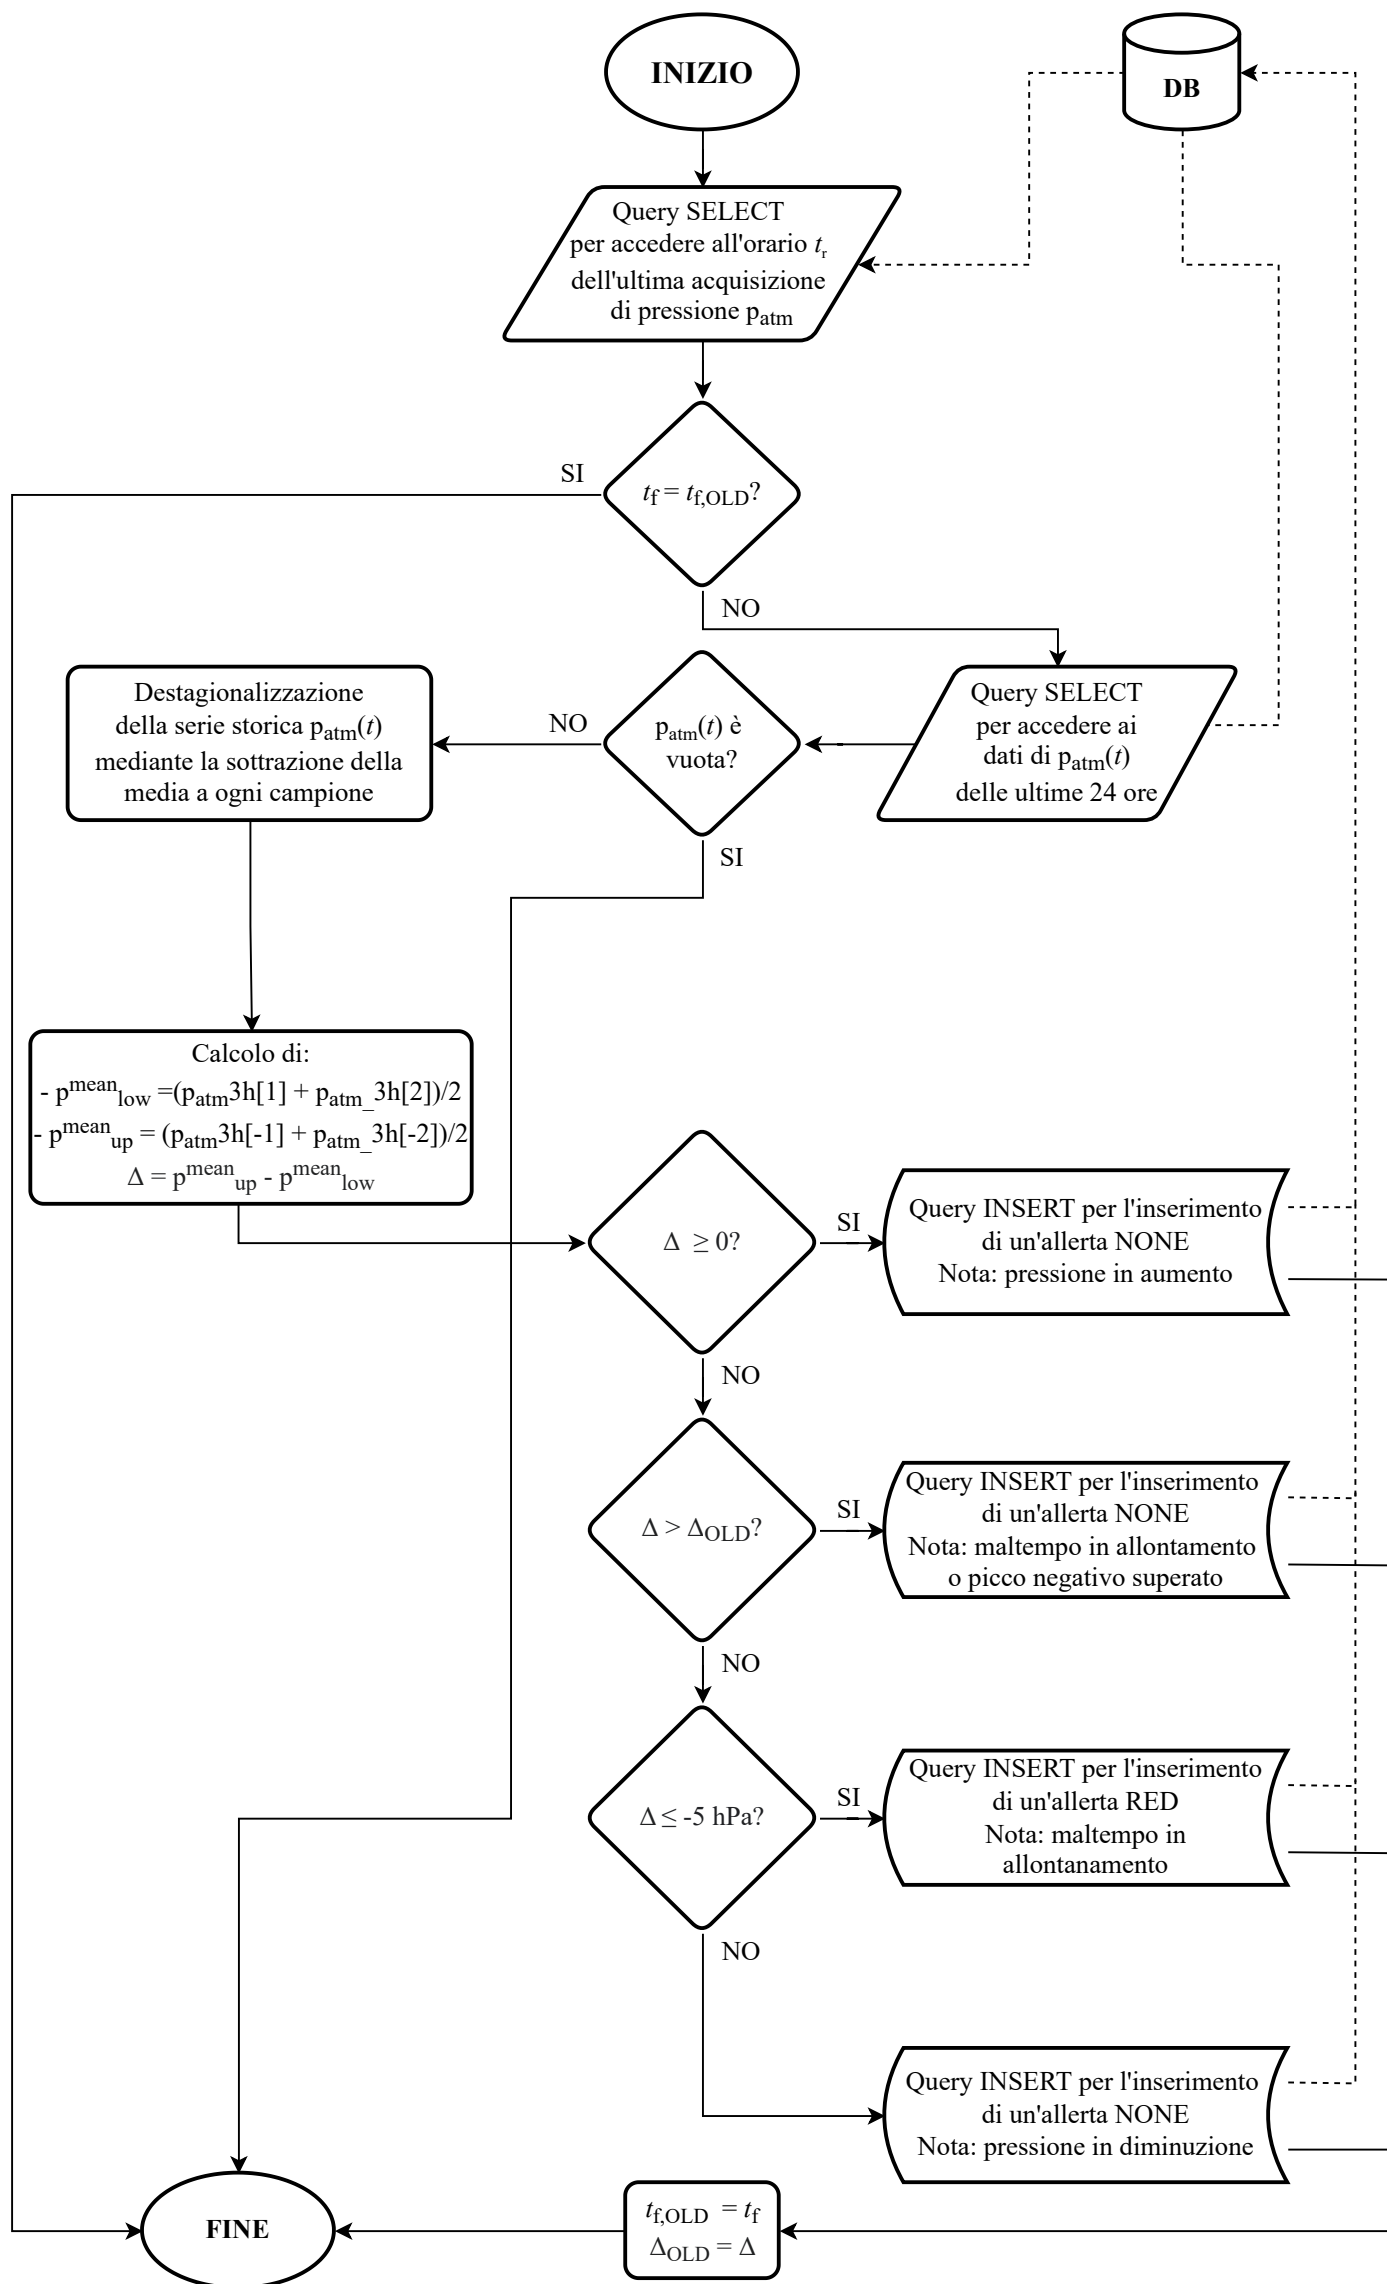 INIZIO
DB
Query SELECT
per accedere all'orario tr
dell'ultima acquisizione
di pressione patm
SI
tf = tf,OLD?
NO
Destagionalizzazione
della serie storica patm(t)
mediante la sottrazione della
media a ogni campione
NO
patm(t) è
vuota?
Query SELECT
per accedere ai
dati di patm(t)
delle ultime 24 ore
SI
Calcolo di:
- pmeanlow =(patm3h[1] + patm_3h[2])/2
- pmeanup = (patm3h[-1] + patm_3h[-2])/2
Δ = pmeanup - pmeanlow
Δ ≥ 0?
SI
Query INSERT per l'inserimento
di un'allerta NONE
Nota: pressione in aumento
NO
Δ > ΔOLD?
SI
Query INSERT per l'inserimento
di un'allerta NONE
Nota: maltempo in allontamento
o picco negativo superato
NO
Δ ≤ -5 hPa?
SI
Query INSERT per l'inserimento
di un'allerta RED
Nota: maltempo in
allontanamento
NO
Query INSERT per l'inserimento
di un'allerta NONE
Nota: pressione in diminuzione
FINE
tf,OLD = tf
ΔOLD = Δ